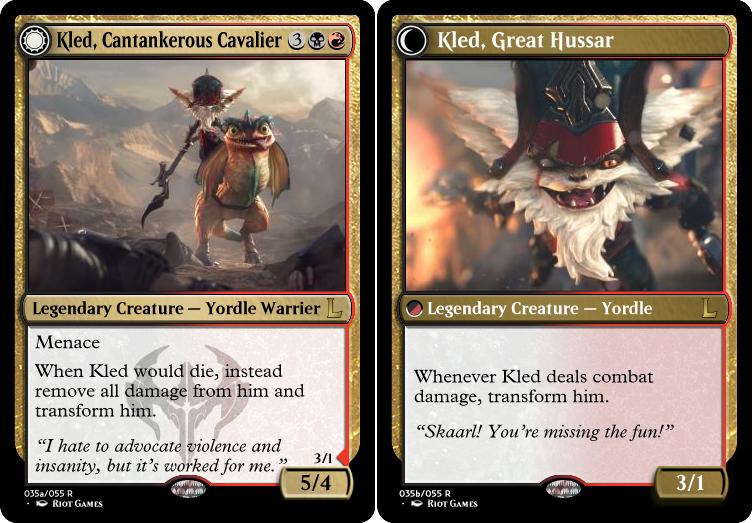 Kled, Cantankerous Cavalier 3
Legendary Creature — Yordle Warrier L
Menace
When Kled would die, instead
remove all damage from him and
transform him.
“I hate to advocate violence and
insanity, but it’s worked for me.”
3/1
5/4
035a/055 R
• RIOT GAMES
Kled, Great Hussar
Legendary Creature — Yordle L
Whenever Kled deals combat
damage, transform him.
“Skaarl! You’re missing the fun!”
3/1
035b/055 R
• RIOT GAMES